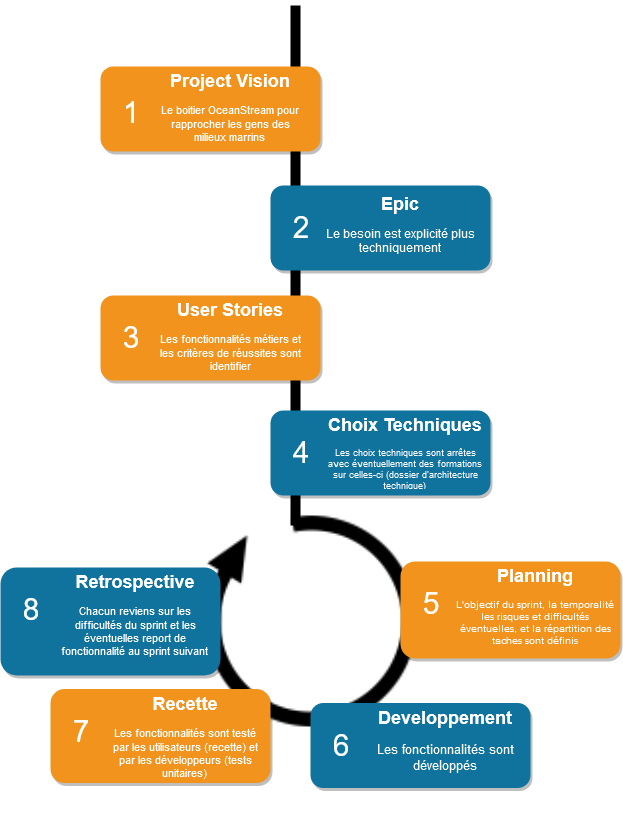 Project Vision
1
Le boitier OceanStream pour
rapprocher les gens des
milieux marrins
Epic
2
Le besoin est explicité plus
techniquement
User Stories
3
Les fonctionnalités métiers et
les critères de réussites sont
identifier
Choix Techniques
4
Les choix techniques sont arrêtes
avec éventuellement des formations
sur celles-ci (dossier d'architecture
technique)
Planning
5
L'objectif du sprint, la temporalité
les risques et difficultés
éventuelles, et la répartition des
taches sont définis
Developpement
6
Les fonctionnalités sont
développés
Recette
7
Les fonctionnalités sont testé
par les utilisateurs (recette) et
par les développeurs (tests
unitaires)
Retrospective
8
Chacun reviens sur les
difficultés du sprint et les
éventuelles report de
fonctionnalité au sprint suivant